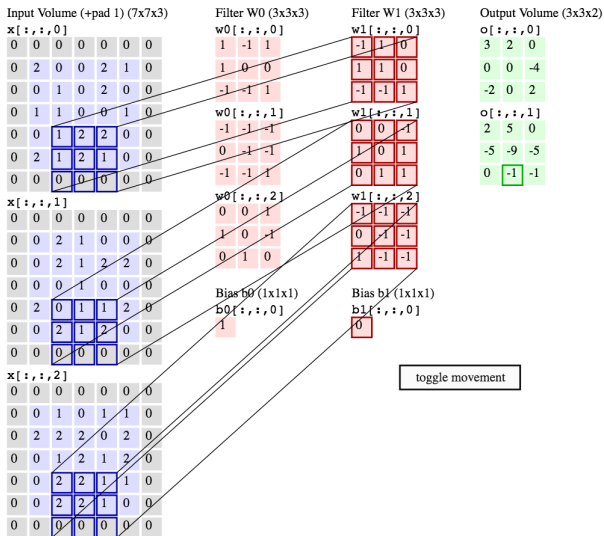 Input Volume (+pad 1) (7x7x3)
x[:,:,0]
0 0 0 0 0 0 0
0 2 0 0 2 1 0
0 0 1 0 2 0 0
0 1 1 0 0 1 0
0 0 1 2 2 0 0
0 2 1 2 1 0 0
0 0 0 0 0 0 0
x[:,:,1]
0 0 0 0 0 0 0
0 0 2 1 0 0 0
0 0 2 1 2 2 0
0 0 0 1 0 0 0
0 2 0 1 1 2 0
0 0 2 1 2 0 0
0 0 0 0 0 0 0
x[:,:,2]
0 0 0 0 0 0 0
0 0 1 0 1 1 0
0 2 2 2 0 2 0
0 0 1 2 1 2 0
0 0 2 2 1 1 0
0 0 2 2 1 0 0
0 0 0 0 0 0 0
Filter W0 (3x3x3)
w0[:,:,0]
1 -1 1
1 0 0
-1 -1 1
w0[:,:,1]
-1 -1 -1
0 -1 -1
-1 -1 1
w0[:,:,2]
0 0 1
1 0 -1
0 1 0
Bias b0 (1x1x1)
b0[:,:,0]
1
Filter W1 (3x3x3)
w1[:,:,0]
-1 1 0
1 1 0
-1 -1 1
w1[:,:,1]
0 0 -1
1 0 1
0 1 1
w1[:,:,2]
-1 -1 -1
0 -1 -1
1 -1 -1
Bias b1 (1x1x1)
b1[:,:,0]
0
Output Volume (3x3x2)
o[:,:,0]
3 2 0
0 0 -4
-2 0 2
o[:,:,1]
2 5 0
-5 -9 -5
0 -1 -1
toggle movement